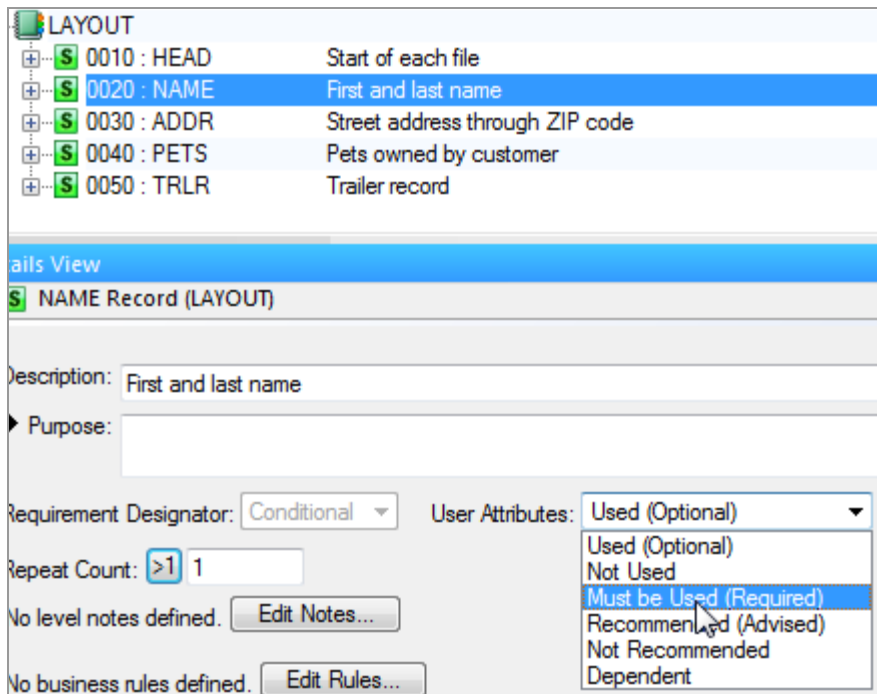 LAYOUT
S 0010 : HEAD Start of each file
S 0020 : NAME First and last name
S 0030 : ADDR Street address through ZIP code
S 0040 : PETS Pets owned by customer
S 0050 : TRLR Trailer record
ails View
S NAME Record (LAYOUT)
Description: First and last name
Purpose:
Requirement Designator: Conditional User Attributes: Used (Optional)
Used (Optional)
Repeat Count: >1 1
Not Used
Must be Used (Required)
No level notes defined. Edit Notes...
Recommended (Advised)
Not Recommended
No business rules defined. Edit Rules...
Dependent